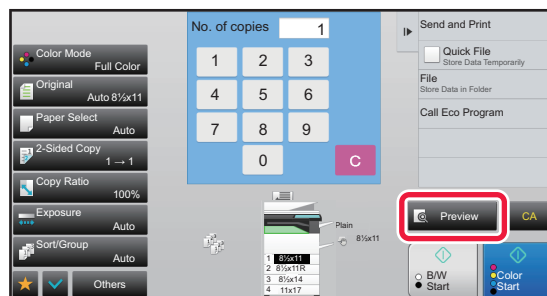 Color Mode
Full Color
Original
Auto 8½x11
Paper Select
Auto
2-Sided Copy
1 → 1
Copy Ratio
100%
Exposure
Auto
Sort/Group
Auto
Others
No. of copies 1
1 2 3
4 5 6
7 8 9
0 C
Plain
8½x11
1 8½x11
2 8½x11R
3 8½x14
4 11x17
Send and Print
Quick File
Store Data Temporarily
File
Store Data in Folder
Call Eco Program
Preview CA
B/W
Start
Color
Start